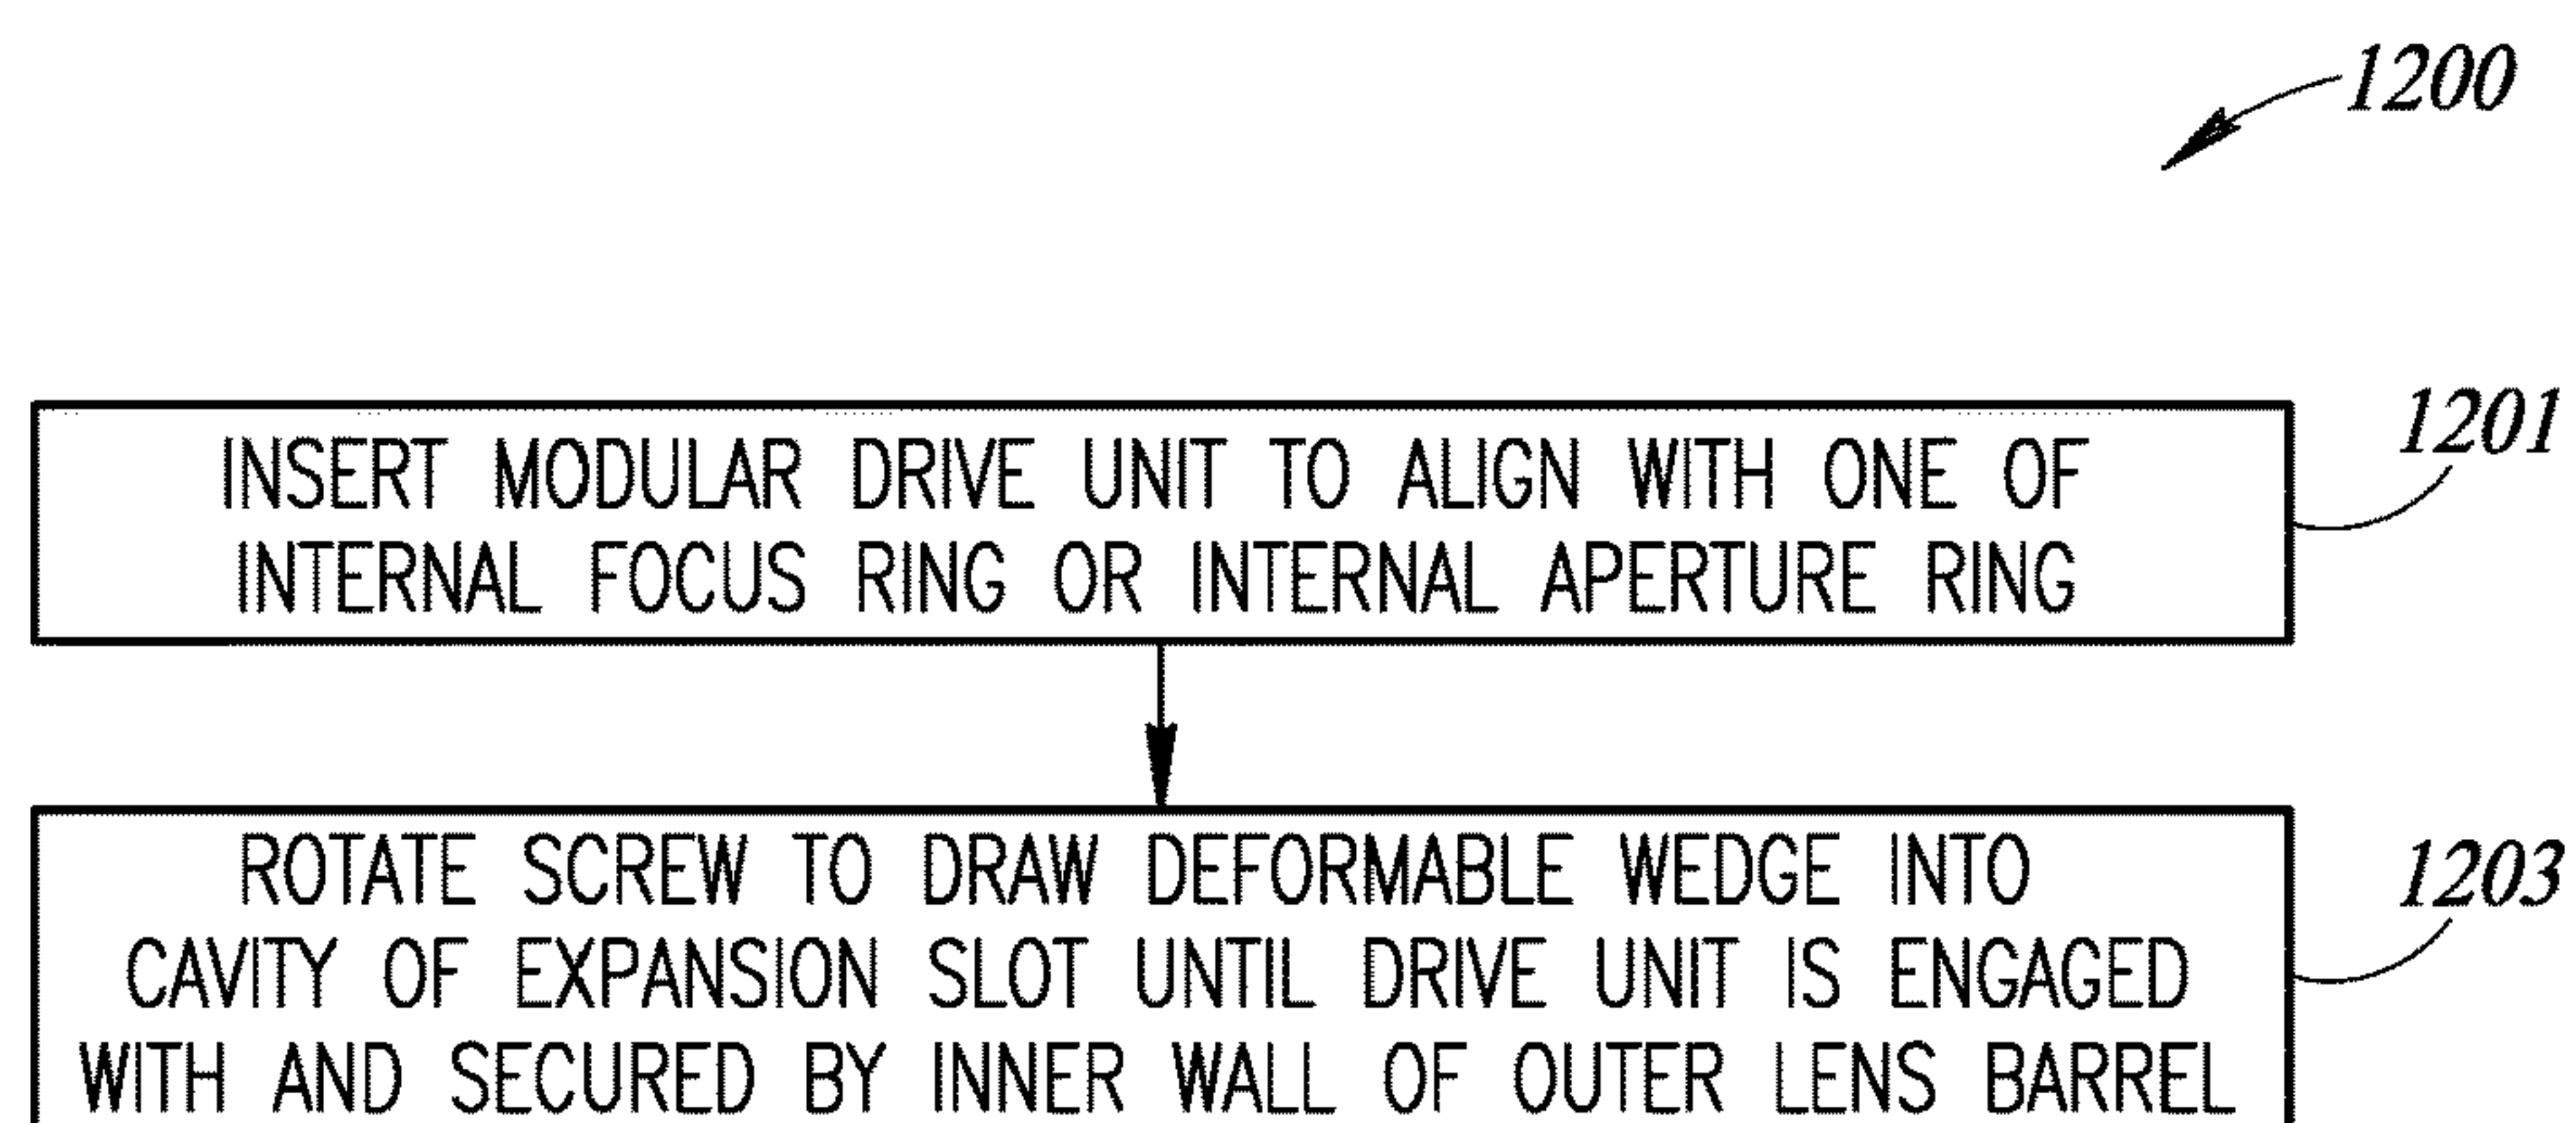 1200
1201
INSERT MODULAR DRIVE UNIT TO ALIGN WITH ONE OF
INTERNAL FOCUS RING OR INTERNAL APERTURE RING
1203
ROTATE SCREW TO DRAW DEFORMABLE WEDGE INTO
CAVITY OF EXPANSION SLOT UNTIL DRIVE UNIT IS ENGAGED
WITH AND SECURED BY INNER WALL OF OUTER LENS BARREL